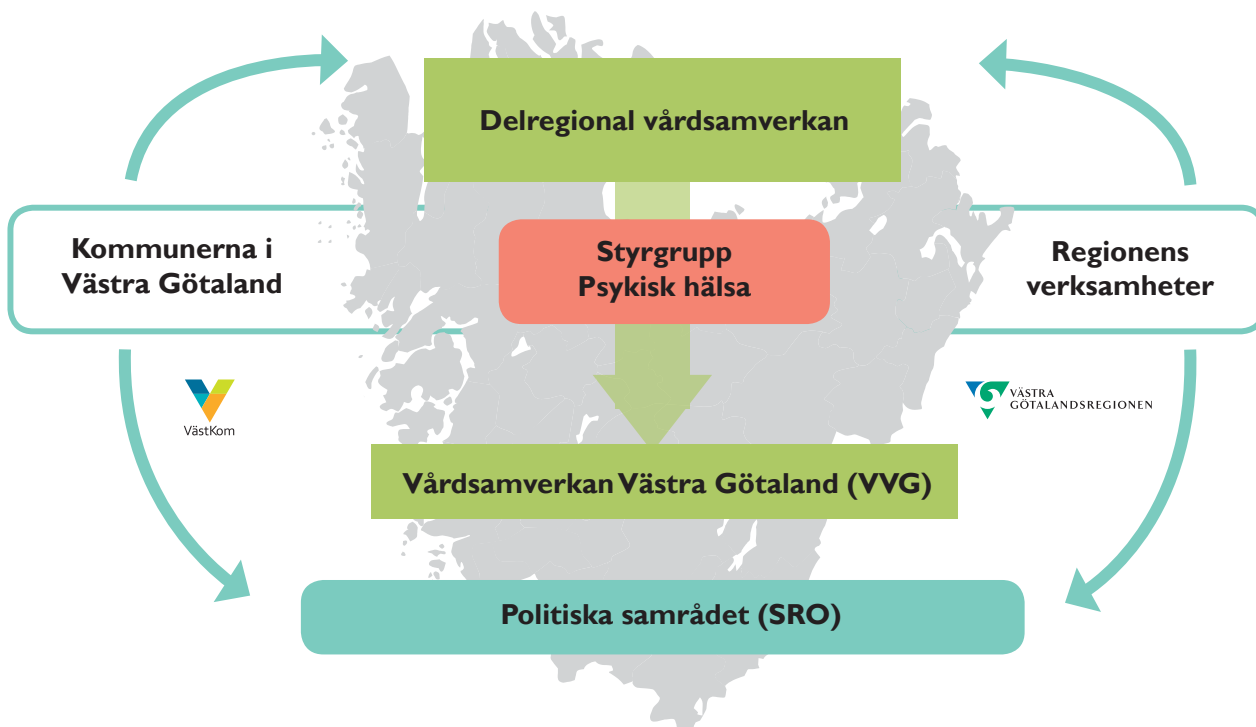 Delregional vårdsamverkan
Kommunerna i
Västra Götaland
Styrgrupp
Psykisk hälsa
Regionens
verksamheter
VästKom
VÄSTRA
GÖTALANDSREGIONEN
Vårdsamverkan Västra Götaland (VVG)
Politiska samrådet (SRO)